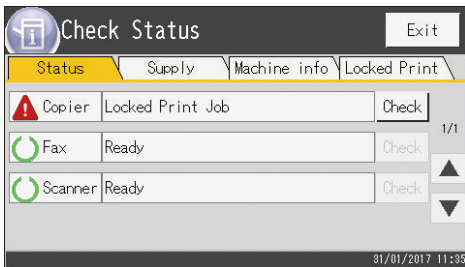 Check Status Exit
Status Supply Machine info Locked Print
Copier Locked Print Job Check
1/1
Fax Ready Check
Scanner Ready Check
31/01/2017 11:35